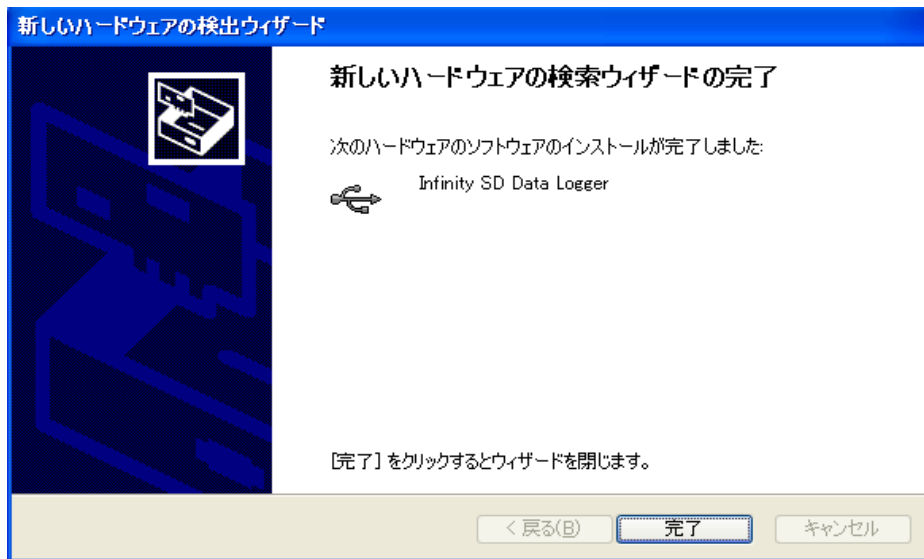 新しいハードウェアの検出ウィザード
新しいハードウェアの検索ウィザードの完了
次のハードウェアのソフトウェアのインストールが完了しました:
Infinity SD Data Logger
[完了] をクリックするとウィザードを閉じます。
< 戻る(B)
完了
キャンセル